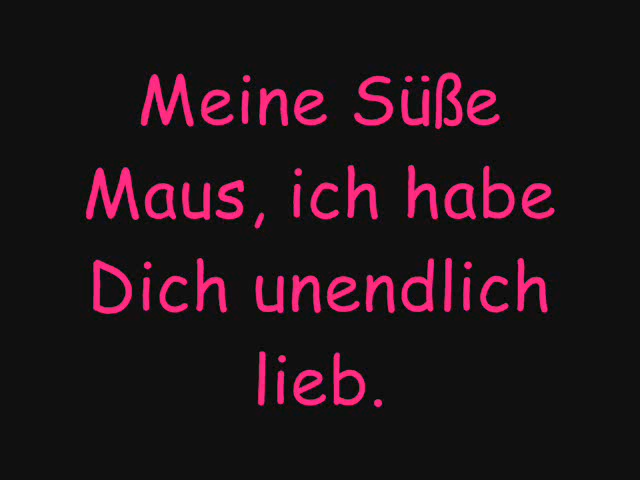 Meine Süße
Maus, ich habe
Dich unendlich
lieb.